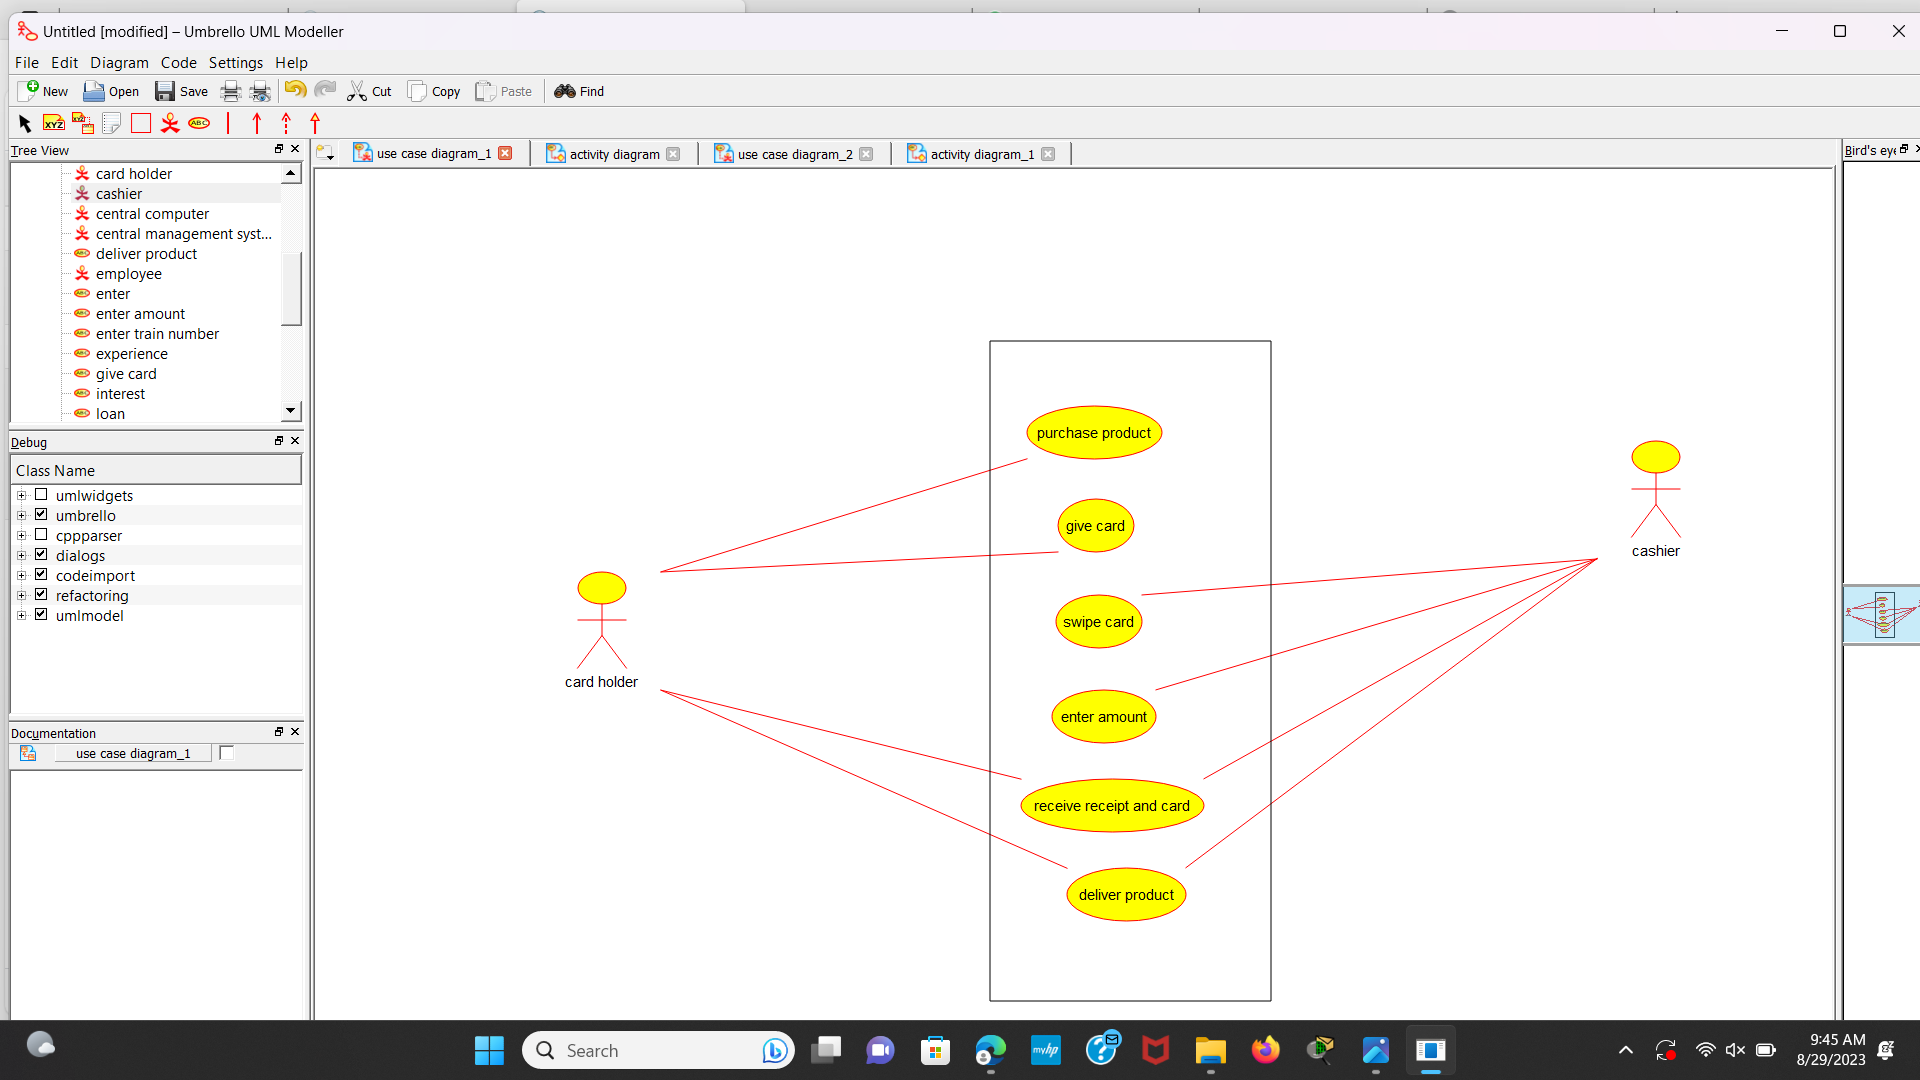 Untitled [modified] – Umbrello UML Modeller
File Edit Diagram Code Settings Help
New Open Save Cut Copy Paste Find
XYZ ABC
Tree View
card holder
cashier
central computer
central management syst...
deliver product
employee
enter
enter amount
enter train number
experience
give card
interest
loan
Debug
Class Name
umlwidgets
umbrello
cppparser
dialogs
codeimport
refactoring
umlmodel
Documentation
use case diagram_1
use case diagram_1 activity diagram use case diagram_2 activity diagram_1
Bird's eye
purchase product
give card
swipe card
enter amount
receive receipt and card
deliver product
card holder
cashier
Search
myhp
9:45 AM
8/29/2023